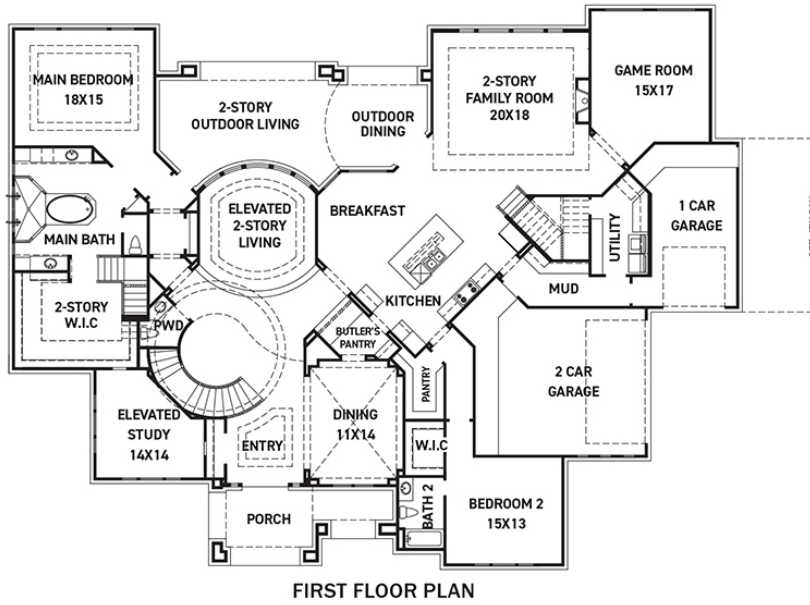 MAIN BEDROOM
18X15
2-STORY
OUTDOOR LIVING
OUTDOOR
DINING
2-STORY
FAMILY ROOM
20X18
GAME ROOM
15X17
ELEVATED
2-STORY
LIVING
BREAKFAST
1 CAR
GARAGE
UTILITY
MAIN BATH
MUD
KITCHEN
2-STORY
W.I.C
PWD
BUTLER'S
PANTRY
PANTRY
2 CAR
GARAGE
ELEVATED
STUDY
14X14
DINING
11X14
ENTRY
W.I.C
PORCH
BATH 2
BEDROOM 2
15X13
FIRST FLOOR PLAN